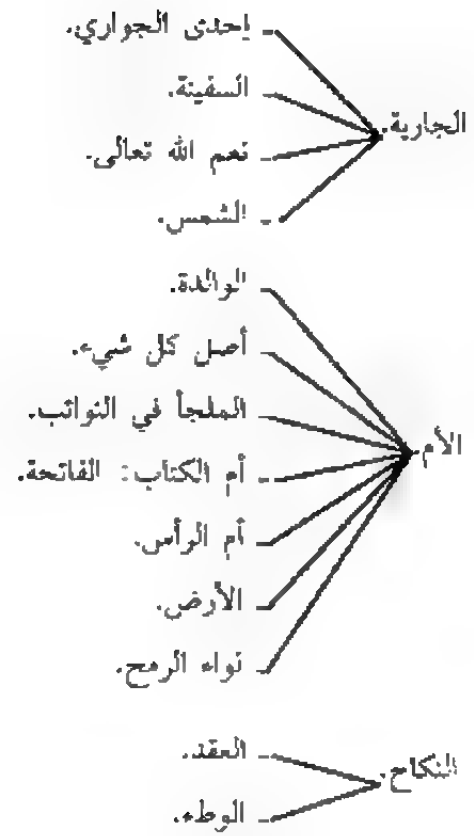 - إحدى الجواري.
- السفينة.
الجارية.
- نعم الله تعالى.
- الشمس.
- الوالدة.
- أصل كل شيء.
- الملجأ في النوائب.
الأم.
- أم الكتاب: الفاتحة.
- أم الرأس.
- الأرض.
- لواء الرمح.
- العقد.
النكاح.
- الوطء.